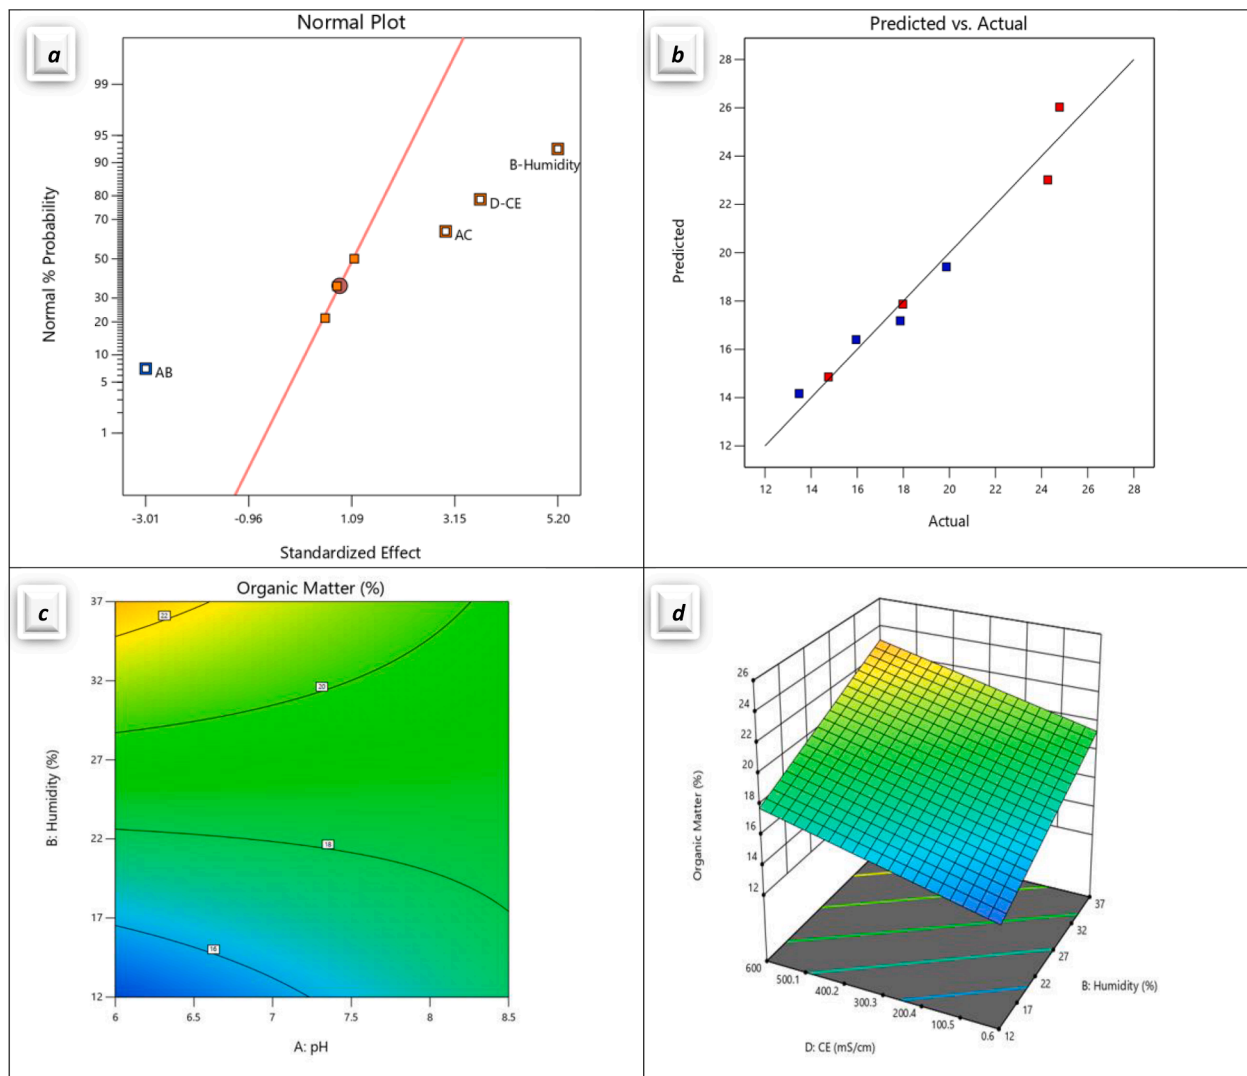 a
Normal Plot
99
95
90
80
70
50
30
20
10
5
1
Normal % Probability
B-Humidity
D-CE
AC
AB
-3.01 -0.96 1.09 3.15 5.20
Standardized Effect
b
Predicted vs. Actual
28
26
24
22
20
18
16
14
12
Predicted
12 14 16 18 20 22 24 26 28
Actual
c
Organic Matter (%)
37
32
27
22
17
12
B: Humidity (%)
22
20
18
16
6 6.5 7 7.5 8 8.5
A: pH
d
26
24
22
20
18
16
14
12
Organic Matter (%)
600 500.1 400.2 300.3 200.4 100.5 0.6
D: CE (mS/cm)
37
32
27
22
17
12
B: Humidity (%)